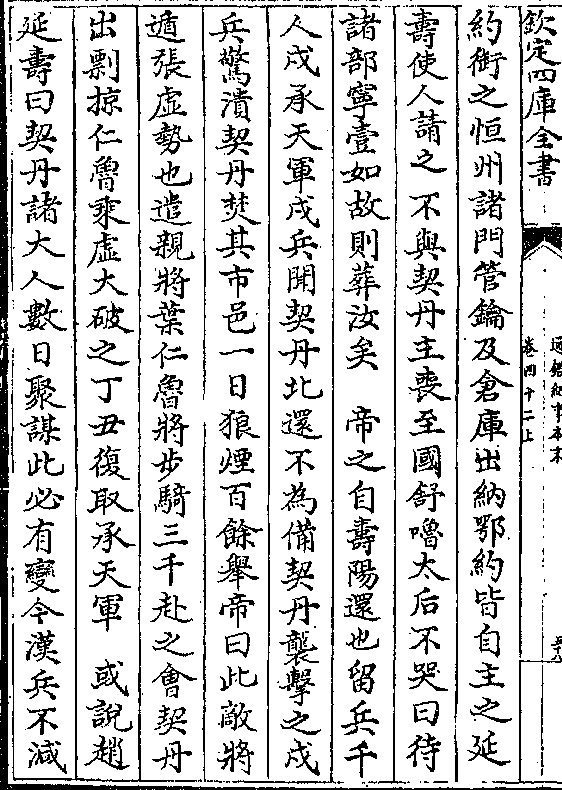 欽定四庫全書
通鑑紀事本末
卷四十二上
約銜之恒州諸門管鑰及倉庫出納鄂約皆自主之延
壽使人請之不與契丹主喪至國舒嚕太后不哭曰待
諸部寧壹如故則葬汝矣　帝之自壽陽還也留兵千
人戍承天軍戍兵聞契丹北還不為備契丹襲擊之戍
兵驚潰契丹焚其市邑一日狼煙百餘舉帝曰此敵將
遁張虛勢也遣親將葉仁魯將步騎三千赴之會契丹
出剽掠仁魯乘虛大破之丁丑復取承天軍　或說趙
延壽曰契丹諸大人數日聚謀此必有變今漢兵不減